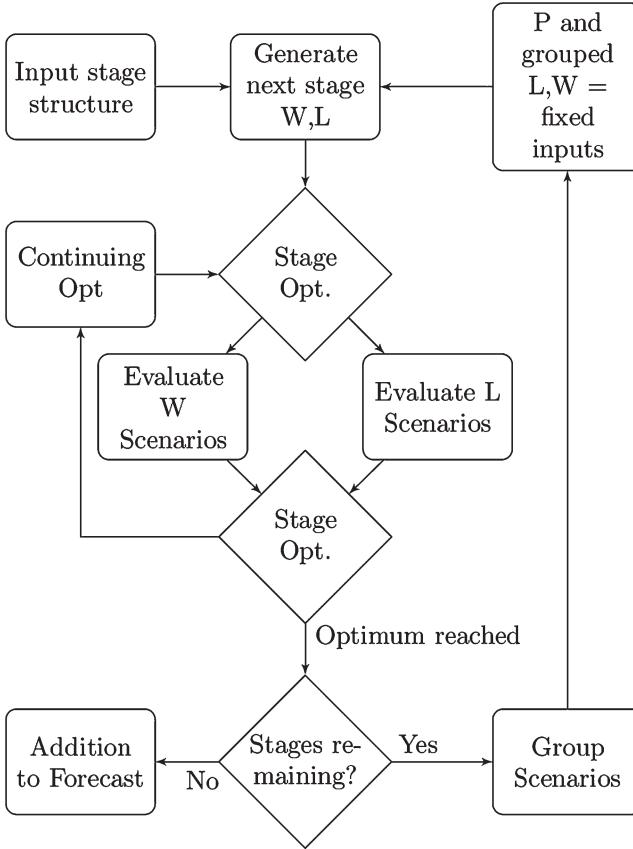 Input stage
structure
Generate
next stage
W,L
P and
grouped
L,W =
fixed
inputs
Continuing
Opt
Stage
Opt.
Evaluate
W
Scenarios
Evaluate L
Scenarios
Stage
Opt.
Optimum reached
Addition
to Forecast
No
Stages re-
maining?
Yes
Group
Scenarios